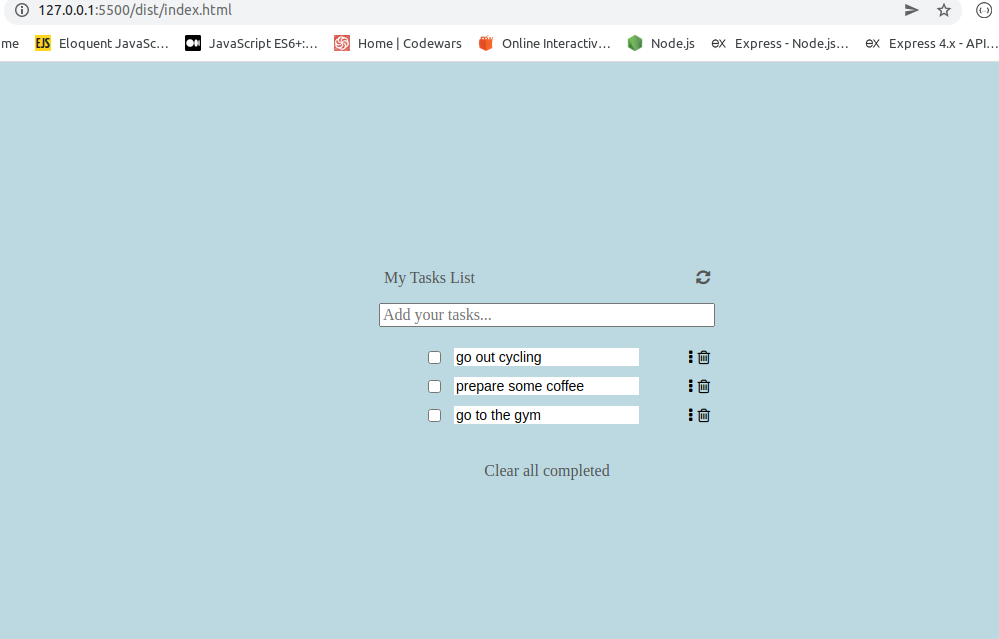 127.0.0.1:5500/dist/index.html
me EJS Eloquent JavaSc... JavaScript ES6+:... Home | Codewars Online Interactiv... Node.js ex Express - Node.js... ex Express 4.x - API...
My Tasks List
Add your tasks...
go out cycling
prepare some coffee
go to the gym
Clear all completed